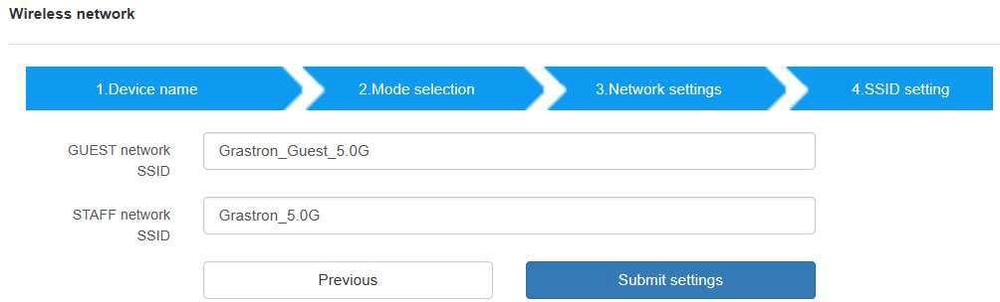 Wireless network
1.Device name
2.Mode selection
3.Network settings
4.SSID setting
GUEST network
SSID
Grastron_Guest_5.0G
STAFF network
SSID
Grastron_5.0G
Previous
Submit settings